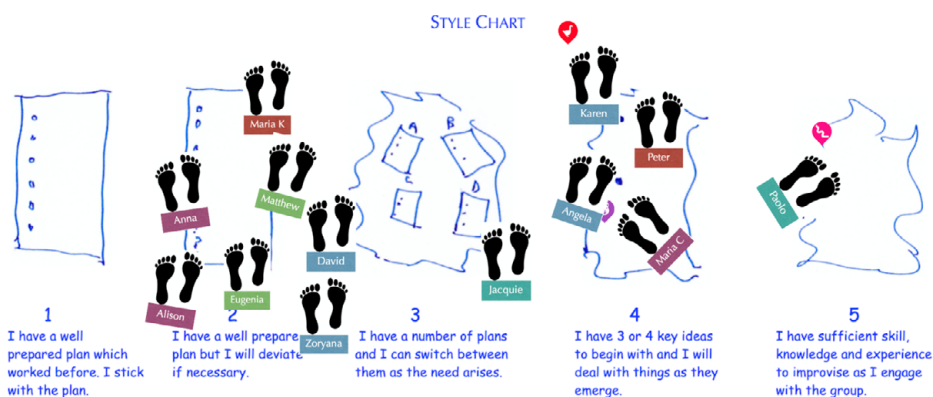 STYLE CHART
Karen
Maria K
Peter
A
B
Matthew
Anna
Paolo
C
D
Angela
Maria C
David
Jacquie
Eugenia
Alison
Zoryana
1
I have a well
prepared plan which
worked before. I stick
with the plan.
2
I have a well prepare
plan but I will deviate
if necessary.
3
I have a number of plans
and I can switch between
them as the need arises.
4
I have 3 or 4 key ideas
to begin with and I will
deal with things as they
emerge.
5
I have sufficient skill,
knowledge and experience
to improvise as I engage
with the group.